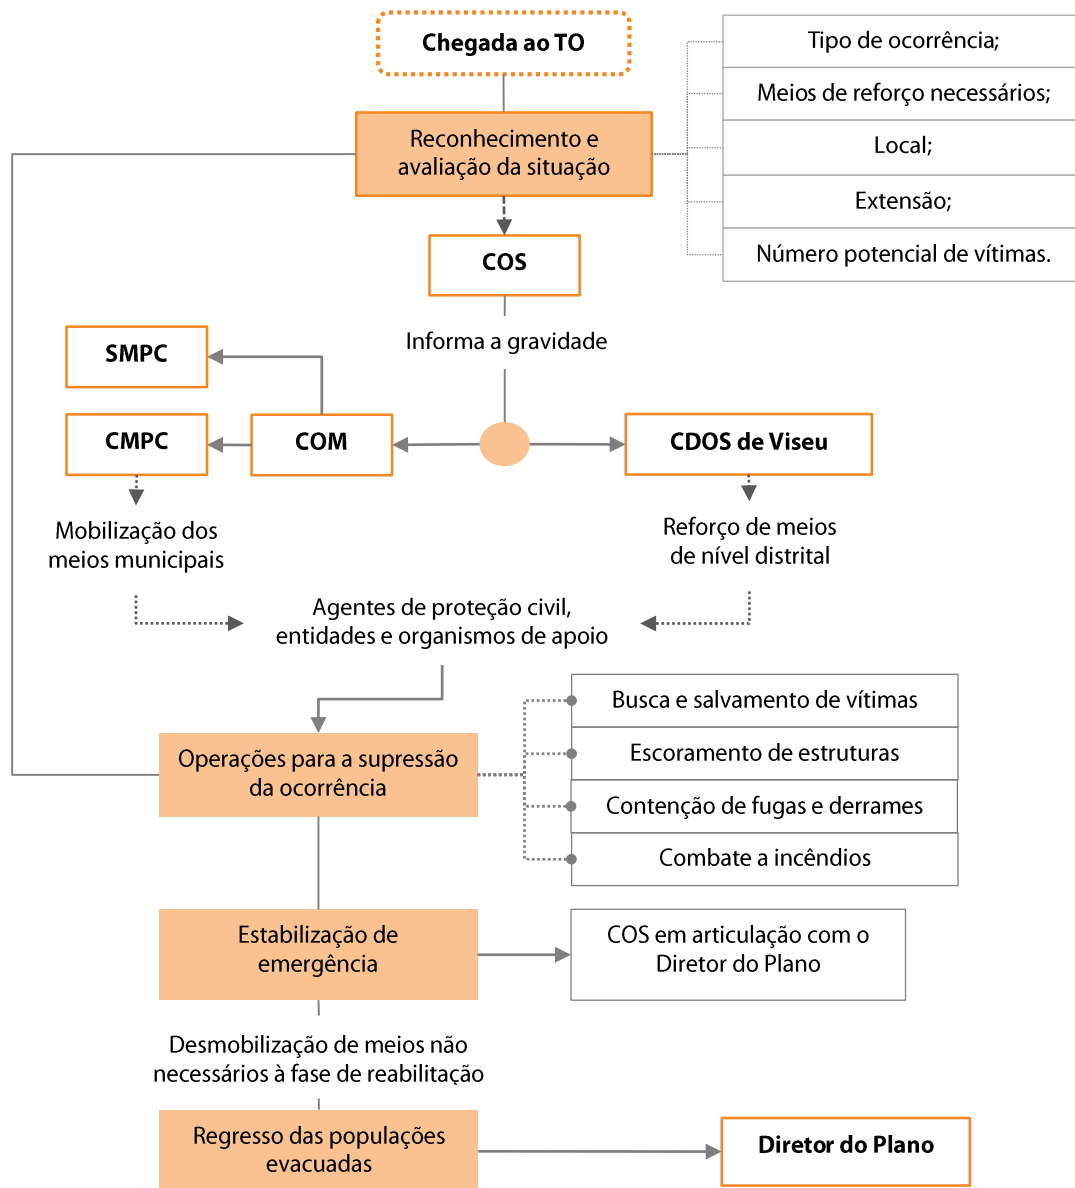 Chegada ao TO
Tipo de ocorrência;
Meios de reforço necessários;
Local;
Extensão;
Número potencial de vítimas.
Reconhecimento e
avaliação da situação
COS
Informa a gravidade
SMPC
CMPC
COM
CDOS de Viseu
Mobilização dos
meios municipais
Reforço de meios
de nível distrital
Agentes de proteção civil,
entidades e organismos de apoio
Operações para a supressão
da ocorrência
Busca e salvamento de vítimas
Escoramento de estruturas
Contenção de fugas e derrames
Combate a incêndios
Estabilização de
emergência
COS em articulação com o
Diretor do Plano
Desmobilização de meios não
necessários à fase de reabilitação
Regresso das populações
evacuadas
Diretor do Plano